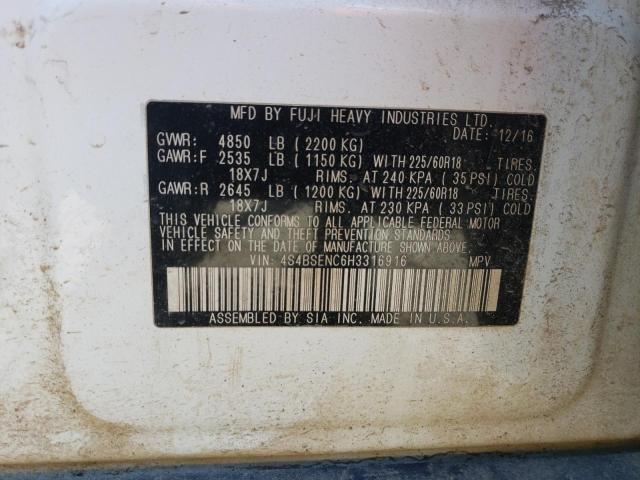 MFD BY FUJI HEAVY INDUSTRIES LTD.
DATE: 12/16
GVWR: 4850 LB ( 2200 KG)
GAWR:F 2535 LB ( 1150 KG) WITH 225/60R18 TIRES.
18X7J RIMS. AT 240 KPA ( 35 PSI) COLD
GAWR:R 2645 LB ( 1200 KG) WITH 225/60R18 TIRES.
18X7J RIMS. AT 230 KPA ( 33 PSI) COLD
THIS VEHICLE CONFORMS TO ALL APPLICABLE FEDERAL MOTOR
VEHICLE SAFETY, BUMPER, AND THEFT PREVENTION STANDARDS
IN EFFECT ON THE DATE OF MANUFACTURE SHOWN ABOVE.
VIN: 4S4BSENC6H3316916 MPV
ASSEMBLED BY SIA INC. MADE IN U.S.A.